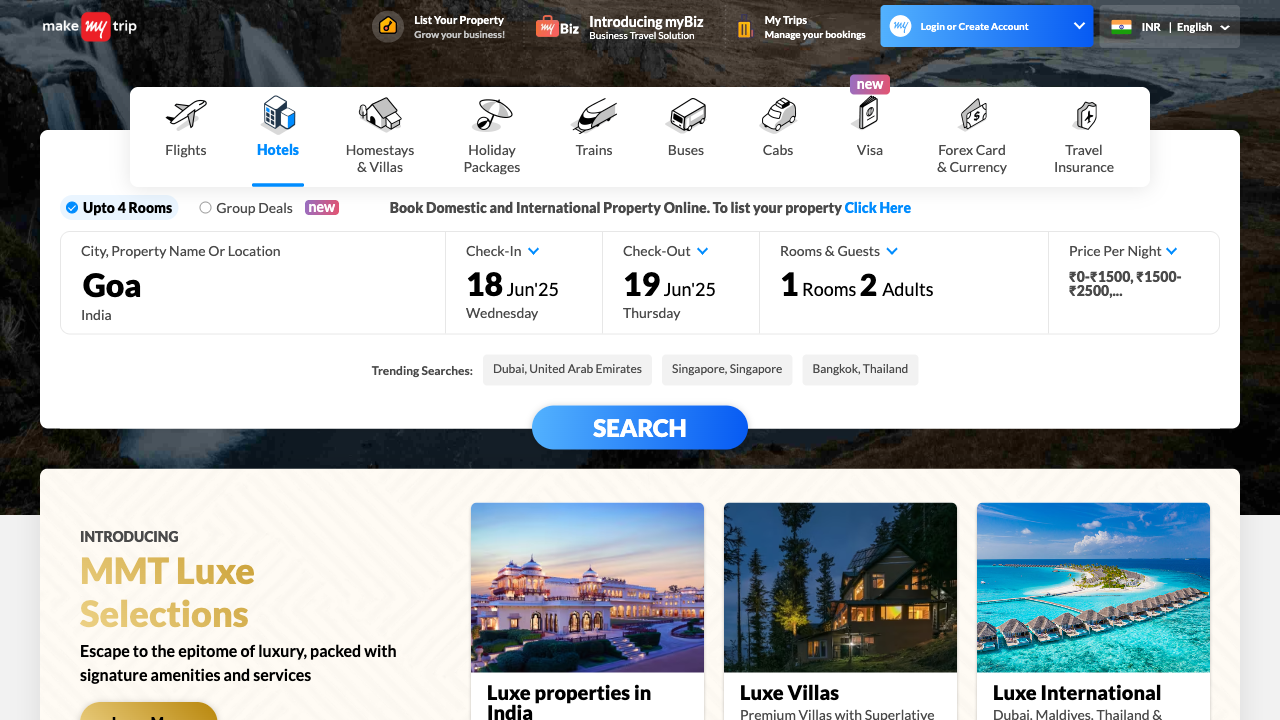 make my trip
List Your Property
Grow your business!
my Biz
Introducing myBiz
Business Travel Solution
My Trips
Manage your bookings
my Login or Create Account
INR | English
new
Flights
Hotels
Homestays
& Villas
Holiday
Packages
Trains
Buses
Cabs
Visa
Forex Card
& Currency
Travel
Insurance
Upto 4 Rooms
Group Deals new
Book Domestic and International Property Online. To list your property Click Here
City, Property Name Or Location
Goa
India
Check-In
18 Jun'25
Wednesday
Check-Out
19 Jun'25
Thursday
Rooms & Guests
1 Rooms 2 Adults
Price Per Night
₹0-₹1500, ₹1500-
₹2500,...
Trending Searches:
Dubai, United Arab Emirates
Singapore, Singapore
Bangkok, Thailand
SEARCH
INTRODUCING
MMT Luxe
Selections
Escape to the epitome of luxury, packed with
signature amenities and services
Luxe properties in
India
Luxe Villas
Premium Villas with Superlative
Luxe International
Dubai, Maldives, Thailand &